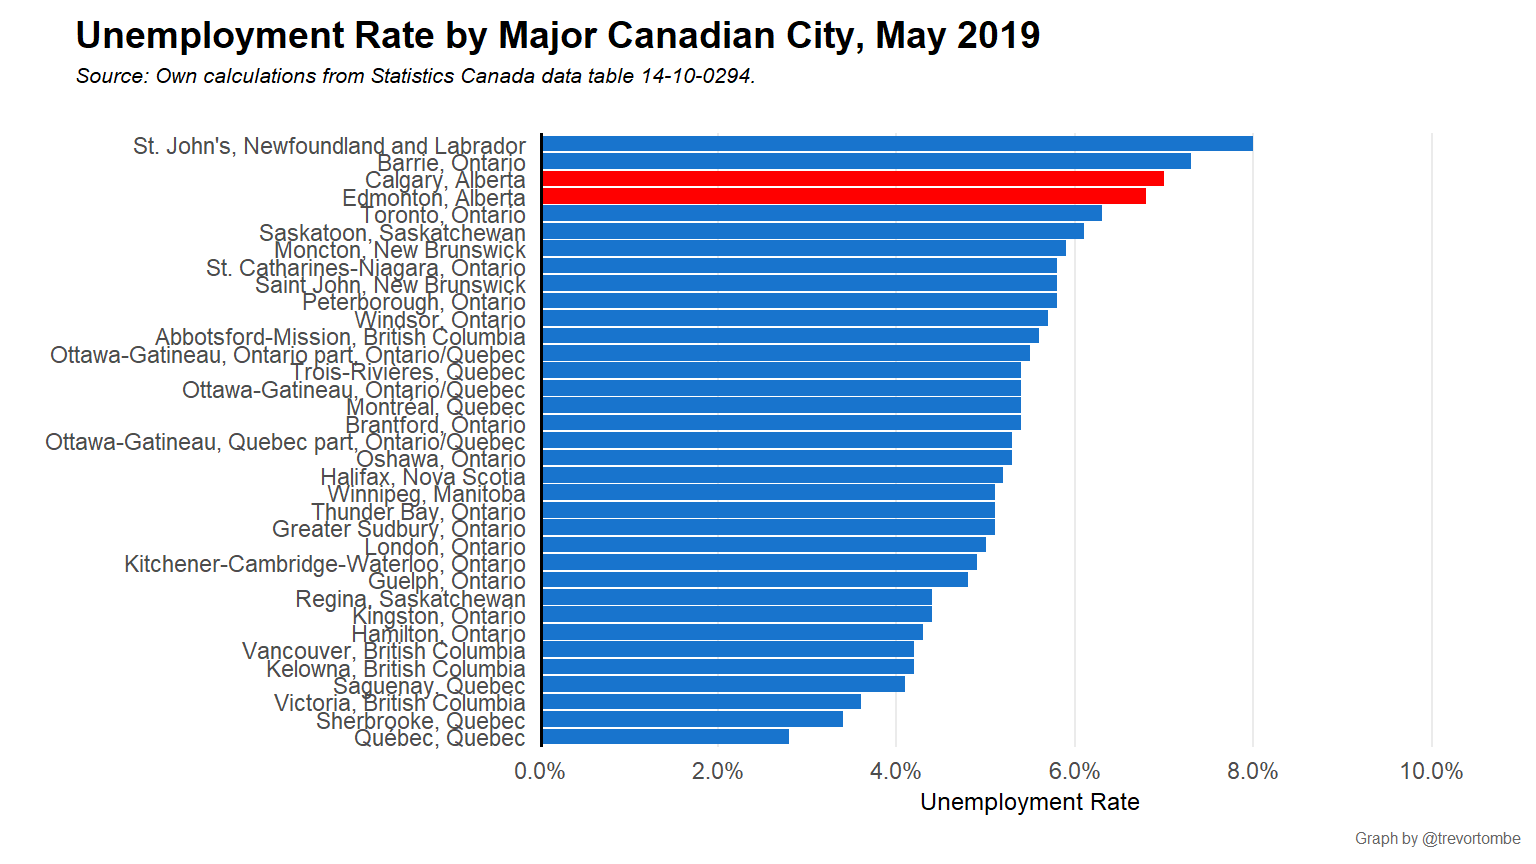 Unemployment Rate by Major Canadian City, May 2019
Source: Own calculations from Statistics Canada data table 14-10-0294.
St. John's, Newfoundland and Labrador
Barrie, Ontario
Calgary, Alberta
Edmonton, Alberta
Toronto, Ontario
Saskatoon, Saskatchewan
Moncton, New Brunswick
St. Catharines-Niagara, Ontario
Saint John, New Brunswick
Peterborough, Ontario
Windsor, Ontario
Abbotsford-Mission, British Columbia
Ottawa-Gatineau, Ontario part, Ontario/Quebec
Trois-Rivières, Quebec
Ottawa-Gatineau, Ontario/Quebec
Montréal, Quebec
Brantford, Ontario
Ottawa-Gatineau, Quebec part, Ontario/Quebec
Oshawa, Ontario
Halifax, Nova Scotia
Winnipeg, Manitoba
Thunder Bay, Ontario
Greater Sudbury, Ontario
London, Ontario
Kitchener-Cambridge-Waterloo, Ontario
Guelph, Ontario
Regina, Saskatchewan
Kingston, Ontario
Hamilton, Ontario
Vancouver, British Columbia
Kelowna, British Columbia
Saguenay, Quebec
Victoria, British Columbia
Sherbrooke, Quebec
Québec, Quebec
0.0% 2.0% 4.0% 6.0% 8.0% 10.0%
Unemployment Rate
Graph by @trevortombe